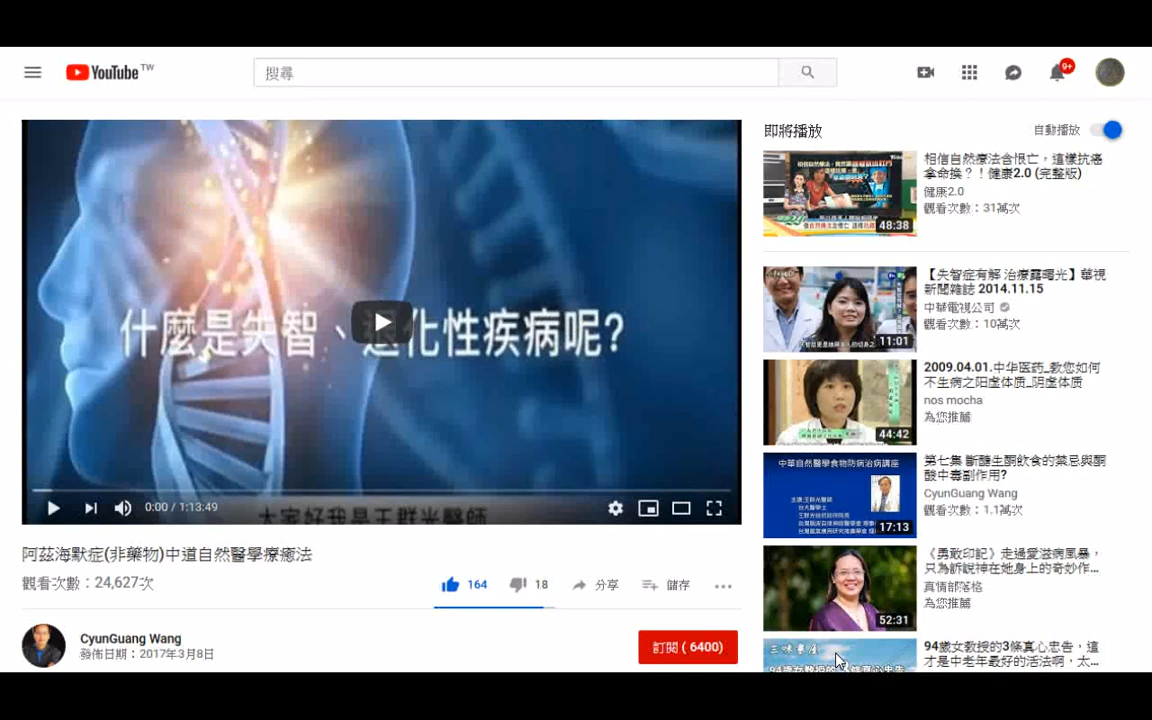 YouTube TW
搜尋
9+
什麼是失智、退化性疾病呢?
0:00 / 1:13:49
大家好我是王群光醫師
阿茲海默症(非藥物)中道自然醫學療癒法
觀看次數：24,627次
164
18
分享
儲存
CyunGuang Wang
發佈日期：2017年3月8日
訂閱 ( 6400)
即將播放
自動播放
48:38
相信自然療法含恨亡，這樣抗癌
拿命換？！健康2.0 (完整版)
健康2.0
觀看次數：31萬次
11:01
【失智症有解 治療露曙光】華視
新聞雜誌 2014.11.15
中華電視公司
觀看次數：10萬次
44:42
2009.04.01.中华医药_教您如何
不生病之阳虚体质_阴虚体质
nos mocha
為您推薦
中華自然醫學食物防病治病講座
17:13
第七集 斷醣生酮飲食的禁忌與酮
酸中毒副作用?
CyunGuang Wang
觀看次數：1.1萬次
52:31
《勇敢印記》走過愛滋病風暴，
只為訴說神在她身上的奇妙作...
真情部落格
為您推薦
94歲女教授的3條真心忠告，這
才是中老年最好的活法啊，太...